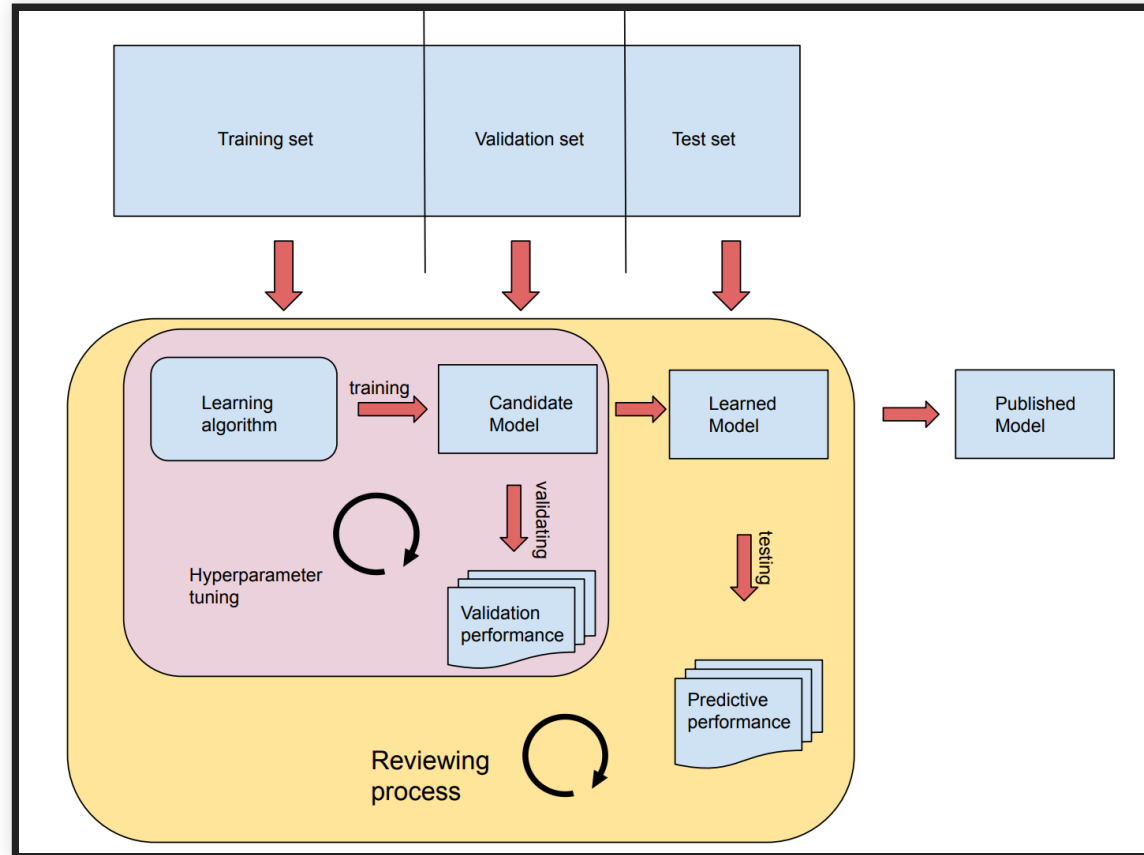 Training set
Validation set
Test set
Learning
algorithm
training
Candidate
Model
Learned
Model
Published
Model
validating
testing
Hyperparameter
tuning
Validation
performance
Predictive
performance
Reviewing
process